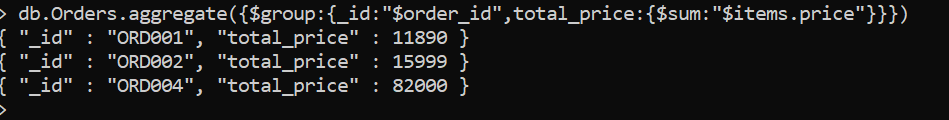 > db.Orders.aggregate({$group:{_id:"$order_id",total_price:{$sum:"$items.price"}}})
{ "_id" : "ORD001", "total_price" : 11890 }
{ "_id" : "ORD002", "total_price" : 15999 }
{ "_id" : "ORD004", "total_price" : 82000 }
>